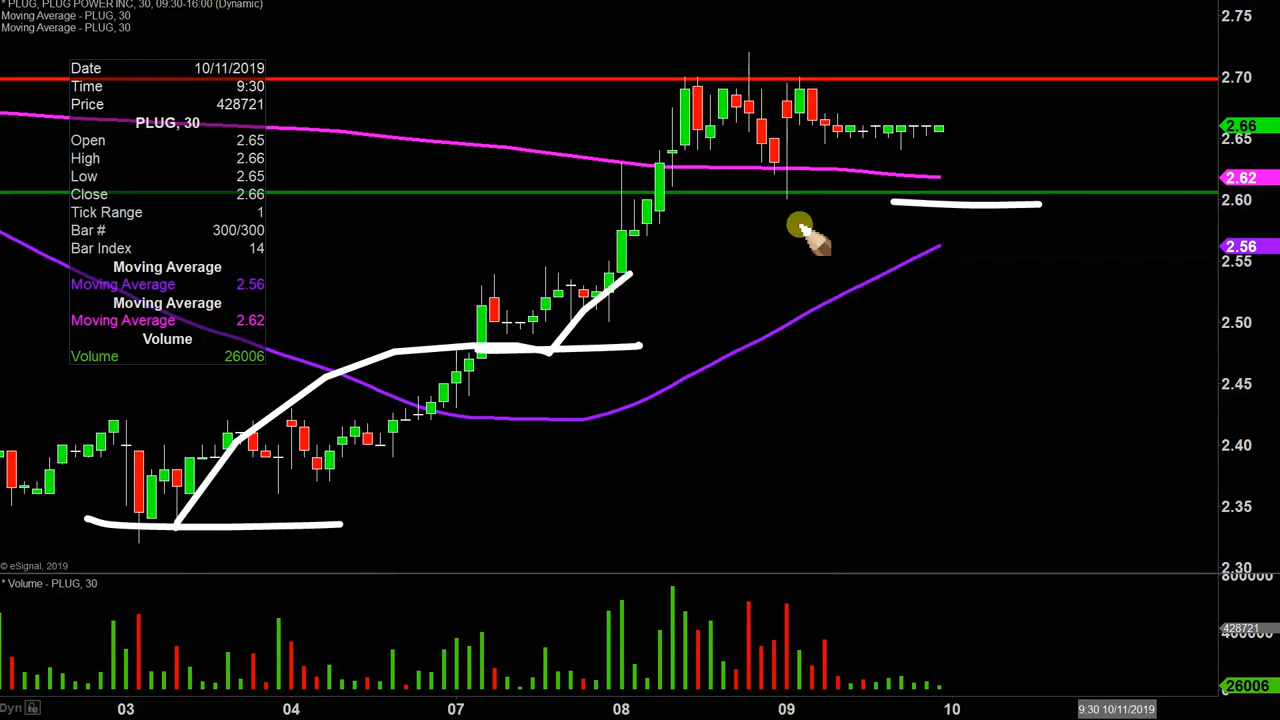 * PLUG, PLUG POWER INC, 30, 09:30-16:00 (Dynamic)
Moving Average - PLUG, 30
Moving Average - PLUG, 30
Date 10/11/2019
Time 9:30
Price 428721
PLUG, 30
Open 2.65
High 2.66
Low 2.65
Close 2.66
Tick Range 1
Bar # 300/300
Bar Index 14
Moving Average
Moving Average 2.56
Moving Average
Moving Average 2.62
Volume
Volume 26006
2.75
2.70
2.66
2.65
2.62
2.60
2.56
2.55
2.50
2.45
2.40
2.35
2.30
© eSignal, 2019
* Volume - PLUG, 30
800000
428721
400000
26006
Dyn 03 04 07 08 09 10 9:30 10/11/2019